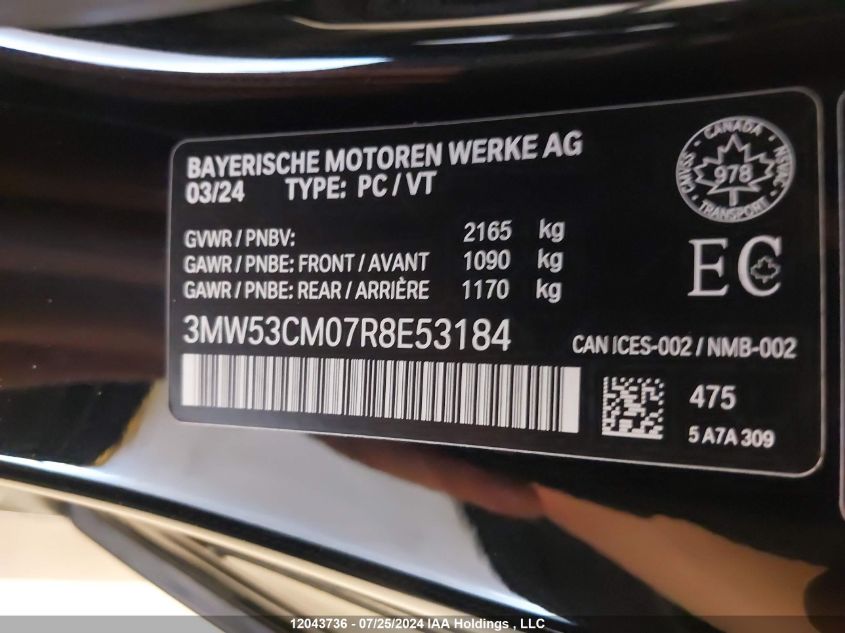 BAYERISCHE MOTOREN WERKE AG
03/24 TYPE: PC / VT
CANADA
978
TRANSPORT
GVWR / PNBV: 2165 kg
GAWR / PNBE: FRONT / AVANT 1090 kg
GAWR / PNBE: REAR / ARRIÈRE 1170 kg
EC
3MW53CM07R8E53184
CAN ICES-002 / NMB-002
475
5 A7A 309
12043736 - 07/25/2024 IAA Holdings , LLC